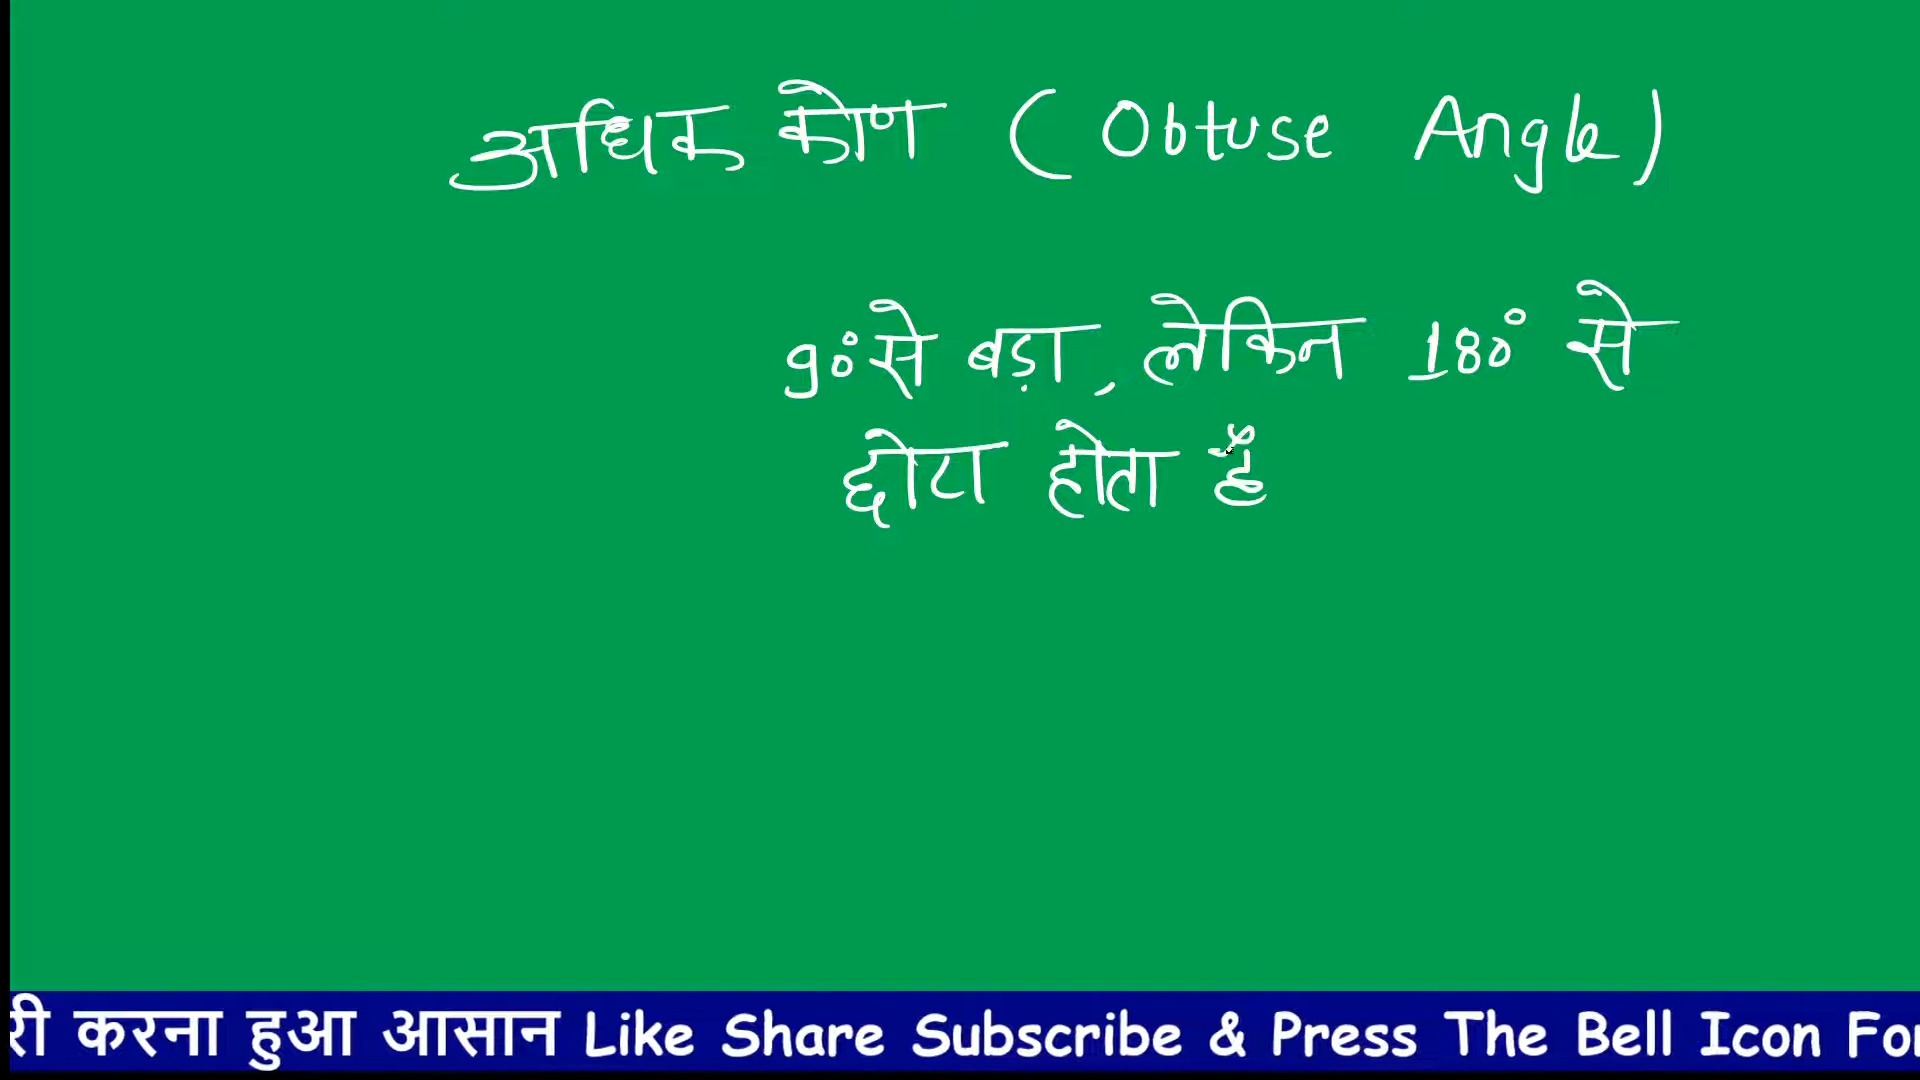 अधिक कोण (Obtuse Angle)
90° से बड़ा, लेकिन 180° से
छोटा होता है
री करना हुआ आसान Like Share Subscribe & Press The Bell Icon For